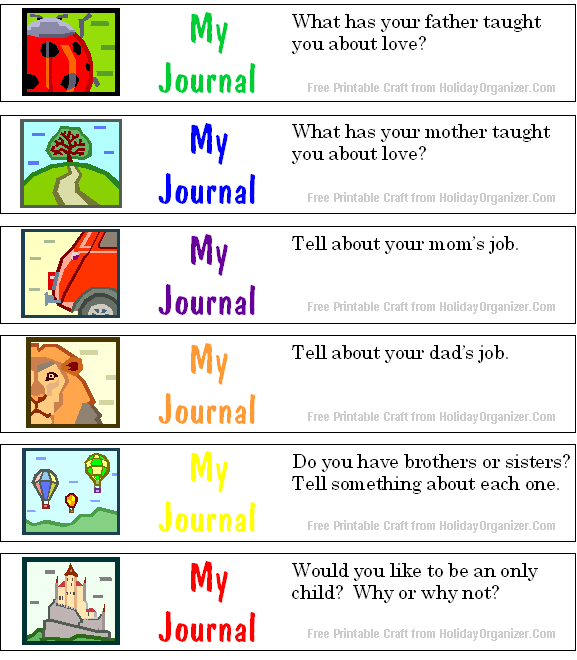 My
Journal
What has your father taught
you about love?
Free Printable Craft from HolidayOrganizer.Com
My
Journal
What has your mother taught
you about love?
Free Printable Craft from HolidayOrganizer.Com
My
Journal
Tell about your mom's job.
Free Printable Craft from HolidayOrganizer.Com
My
Journal
Tell about your dad's job.
Free Printable Craft from HolidayOrganizer.Com
My
Journal
Do you have brothers or sisters?
Tell something about each one.
Free Printable Craft from HolidayOrganizer.Com
My
Journal
Would you like to be an only
child?  Why or why not?
Free Printable Craft from HolidayOrganizer.Com